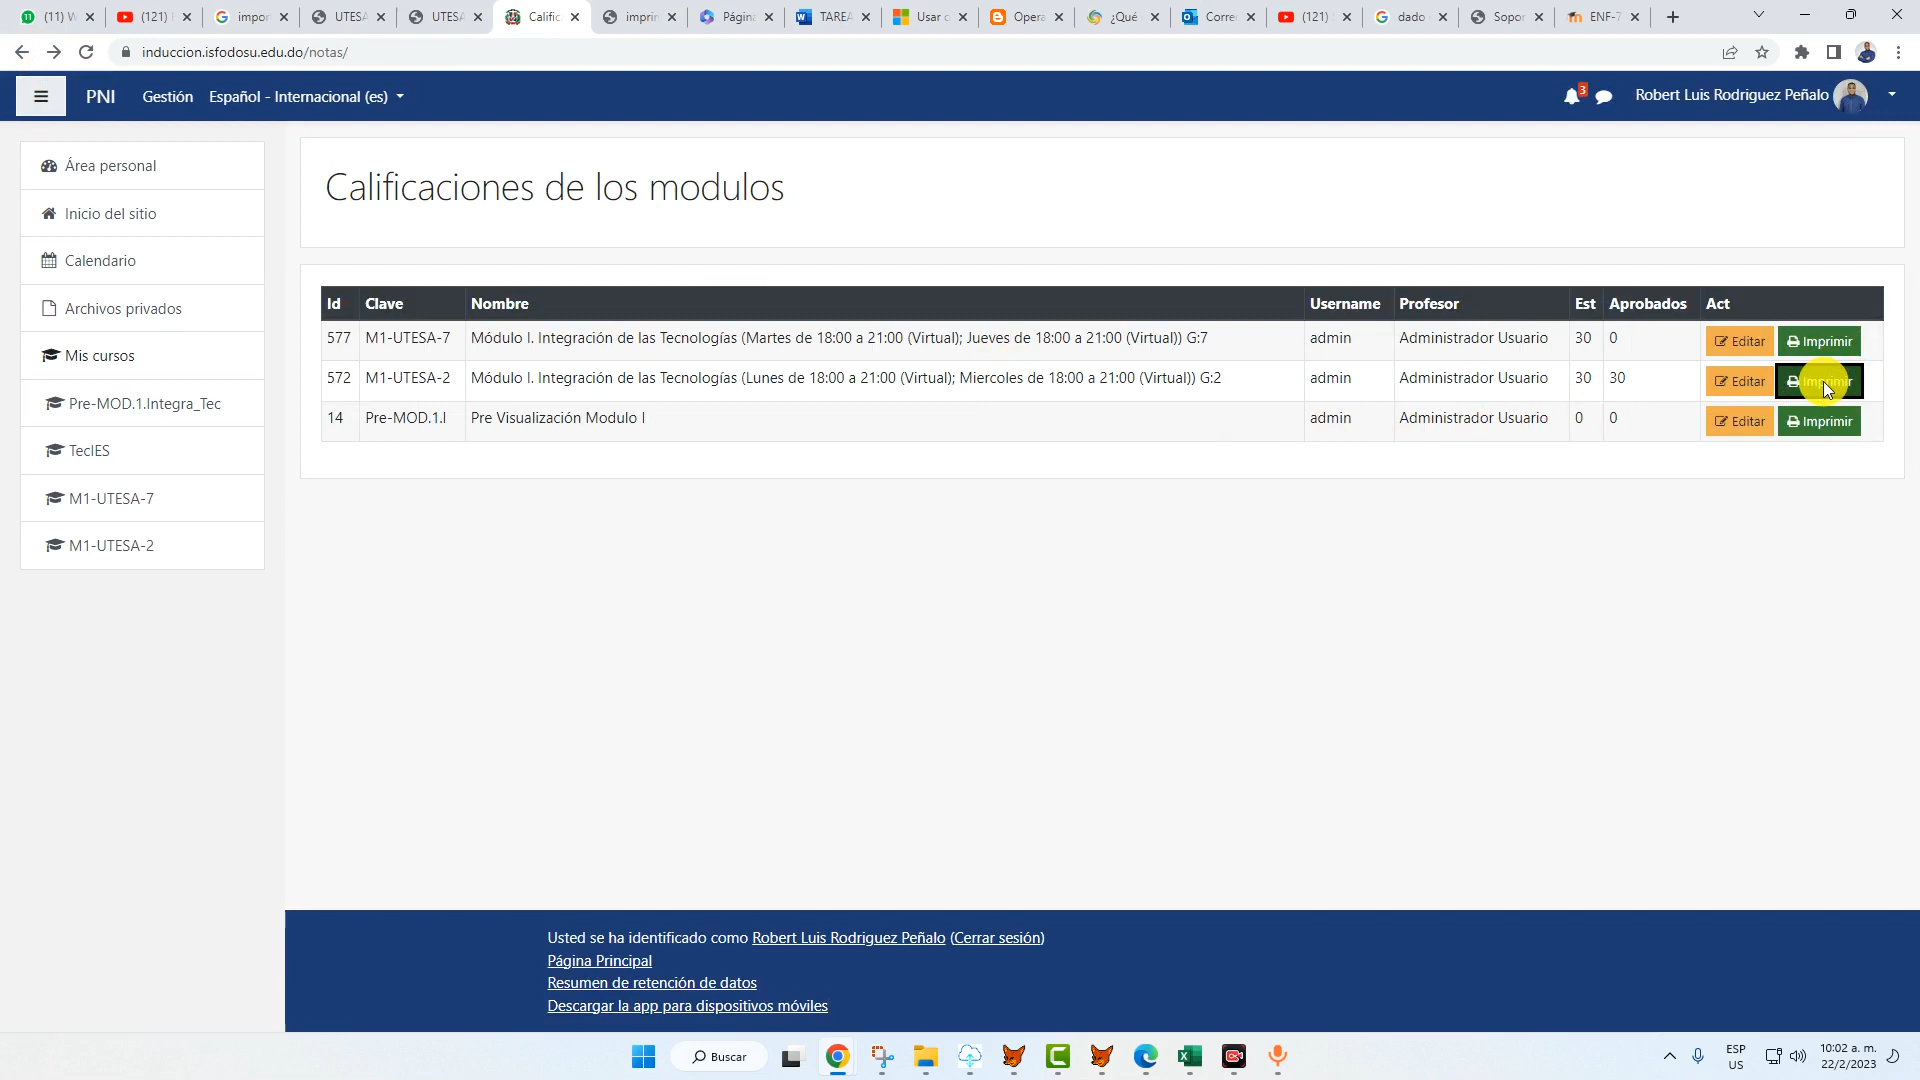 (11) W
(121)
impor
UTESA
UTESA
Calific
imprim
Página
TAREA
Usar c
Opera
¿Qué
Corre
(121)
dado
Sopor
ENF-7
induccion.isfodosu.edu.do/notas/
3
PNI Gestión Español - Internacional (es) Robert Luis Rodriguez Peñalo
Área personal
Inicio del sitio
Calendario
Archivos privados
Mis cursos
Pre-MOD.1.Integra_Tec
TecIES
M1-UTESA-7
M1-UTESA-2
Calificaciones de los modulos
Id Clave Nombre Username Profesor Est Aprobados Act
577 M1-UTESA-7 Módulo I. Integración de las Tecnologías (Martes de 18:00 a 21:00 (Virtual); Jueves de 18:00 a 21:00 (Virtual)) G:7 admin Administrador Usuario 30 0 Editar Imprimir
572 M1-UTESA-2 Módulo I. Integración de las Tecnologías (Lunes de 18:00 a 21:00 (Virtual); Miercoles de 18:00 a 21:00 (Virtual)) G:2 admin Administrador Usuario 30 30 Editar Imprimir
14 Pre-MOD.1.I Pre Visualización Modulo I admin Administrador Usuario 0 0 Editar Imprimir
Usted se ha identificado como Robert Luis Rodriguez Peñalo (Cerrar sesión)
Página Principal
Resumen de retención de datos
Descargar la app para dispositivos móviles
Buscar
ESP
US
10:02 a. m.
22/2/2023